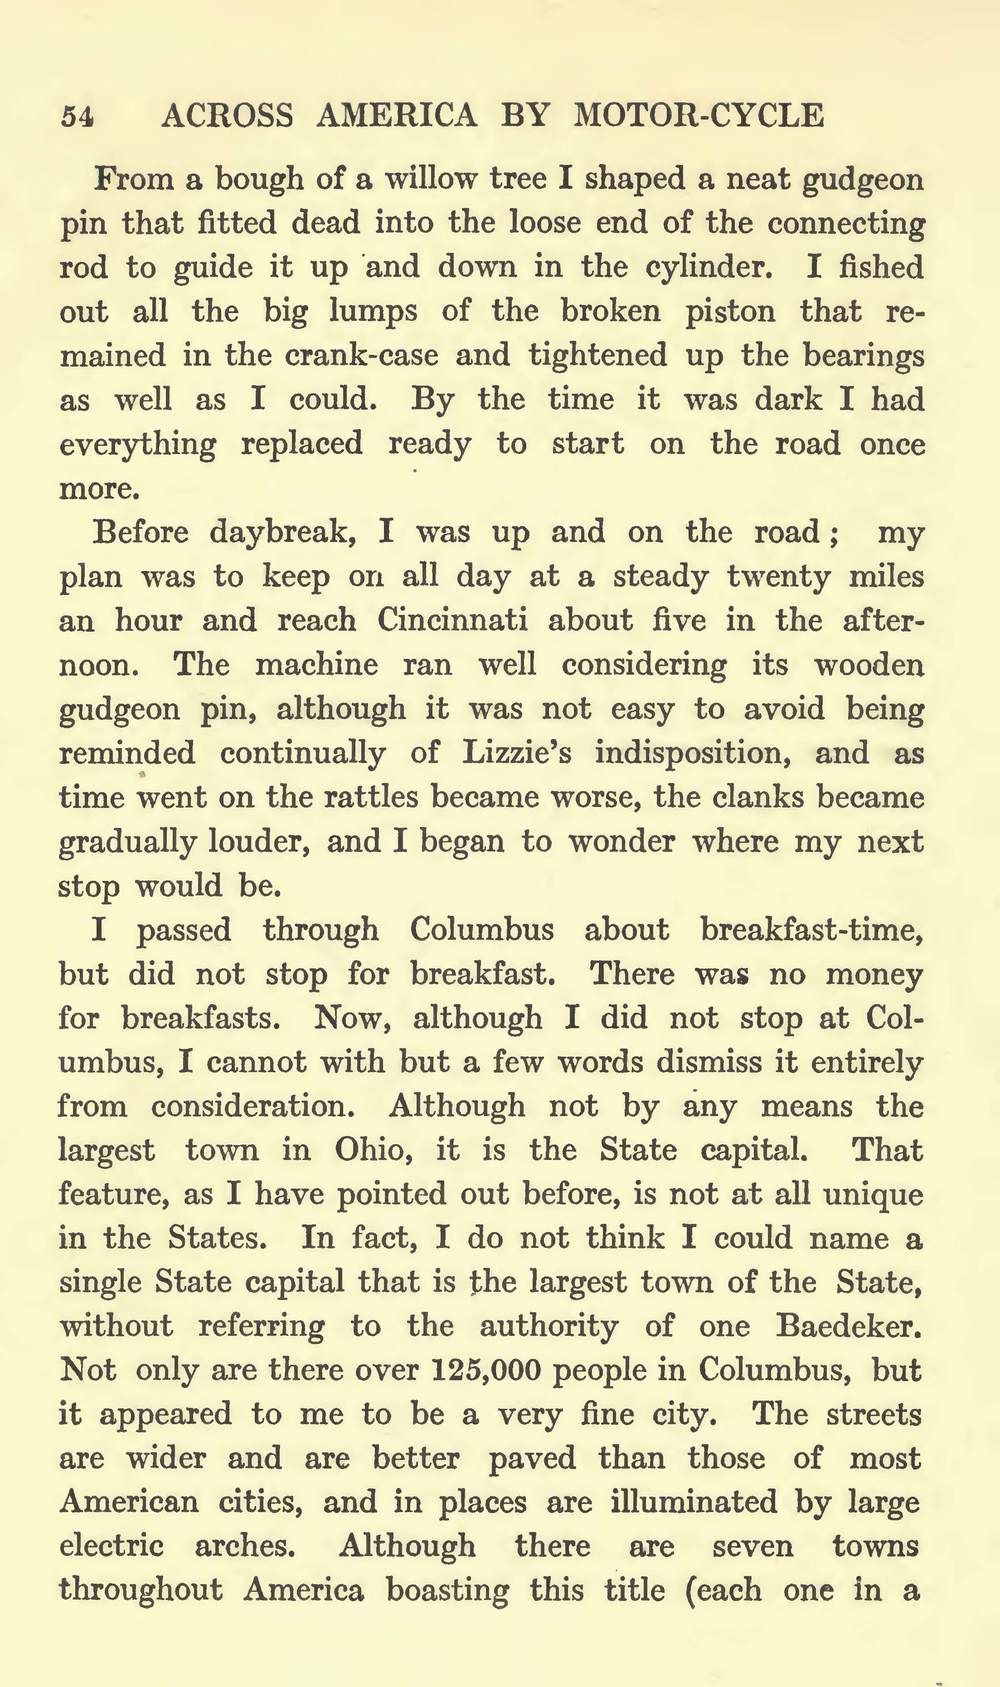 54 ACROSS AMERICA BY MOTOR-CYCLE
From a bough of a willow tree I shaped a neat gudgeon
pin that fitted dead into the loose end of the connecting
rod to guide it up and down in the cylinder. I fished
out all the big lumps of the broken piston that re-
mained in the crank-case and tightened up the bearings
as well as I could. By the time it was dark I had
everything replaced ready to start on the road once
more.
Before daybreak, I was up and on the road ; my
plan was to keep on all day at a steady twenty miles
an hour and reach Cincinnati about five in the after-
noon. The machine ran well considering its wooden
gudgeon pin, although it was not easy to avoid being
reminded continually of Lizzie's indisposition, and as
time went on the rattles became worse, the clanks became
gradually louder, and I began to wonder where my next
stop would be.
I passed through Columbus about breakfast-time,
but did not stop for breakfast. There was no money
for breakfasts. Now, although I did not stop at Col-
umbus, I cannot with but a few words dismiss it entirely
from consideration. Although not by any means the
largest town in Ohio, it is the State capital. That
feature, as I have pointed out before, is not at all unique
in the States. In fact, I do not think I could name a
single State capital that is the largest town of the State,
without referring to the authority of one Baedeker.
Not only are there over 125,000 people in Columbus, but
it appeared to me to be a very fine city. The streets
are wider and are better paved than those of most
American cities, and in places are illuminated by large
electric arches. Although there are seven towns
throughout America boasting this title (each one in a